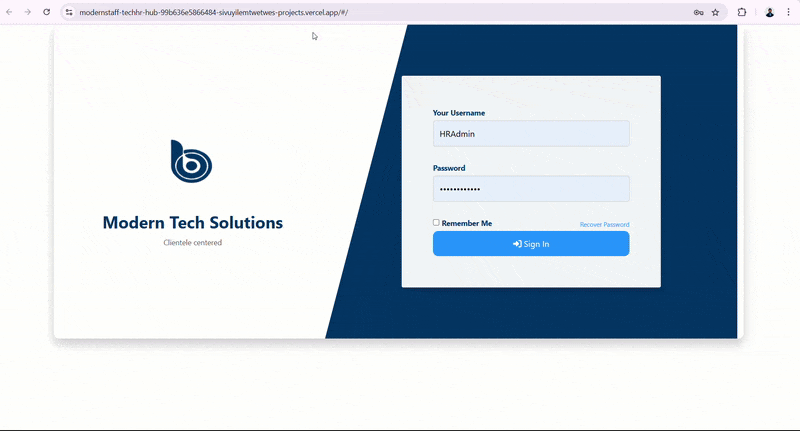 modernstaff-techhr-hub-99b636e5866484-sivuyilemtwetwes-projects.vercel.app/#/
Modern Tech Solutions
Clientele centered
Your Username
HRAdmin
Password
••••••••••••
Remember Me
Recover Password
Sign In